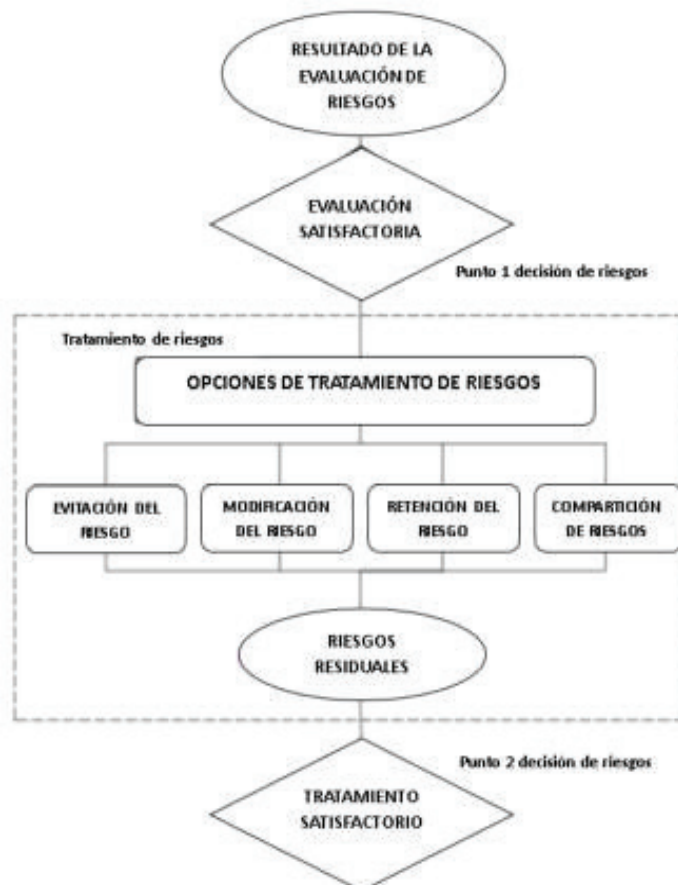 RESULTADO DE LA
EVALUACIÓN DE
RIESGOS
EVALUACIÓN
SATISFACTORIA
Punto 1 decisión de riesgos
Tratamiento de riesgos
OPCIONES DE TRATAMIENTO DE RIESGOS
EVITACIÓN DEL
RIESGO
MODIFICACIÓN
DEL RIESGO
RETENCIÓN DEL
RIESGO
COMPARTICIÓN
DE RIESGOS
RIESGOS
RESIDUALES
Punto 2 decisión de riesgos
TRATAMIENTO
SATISFACTORIO